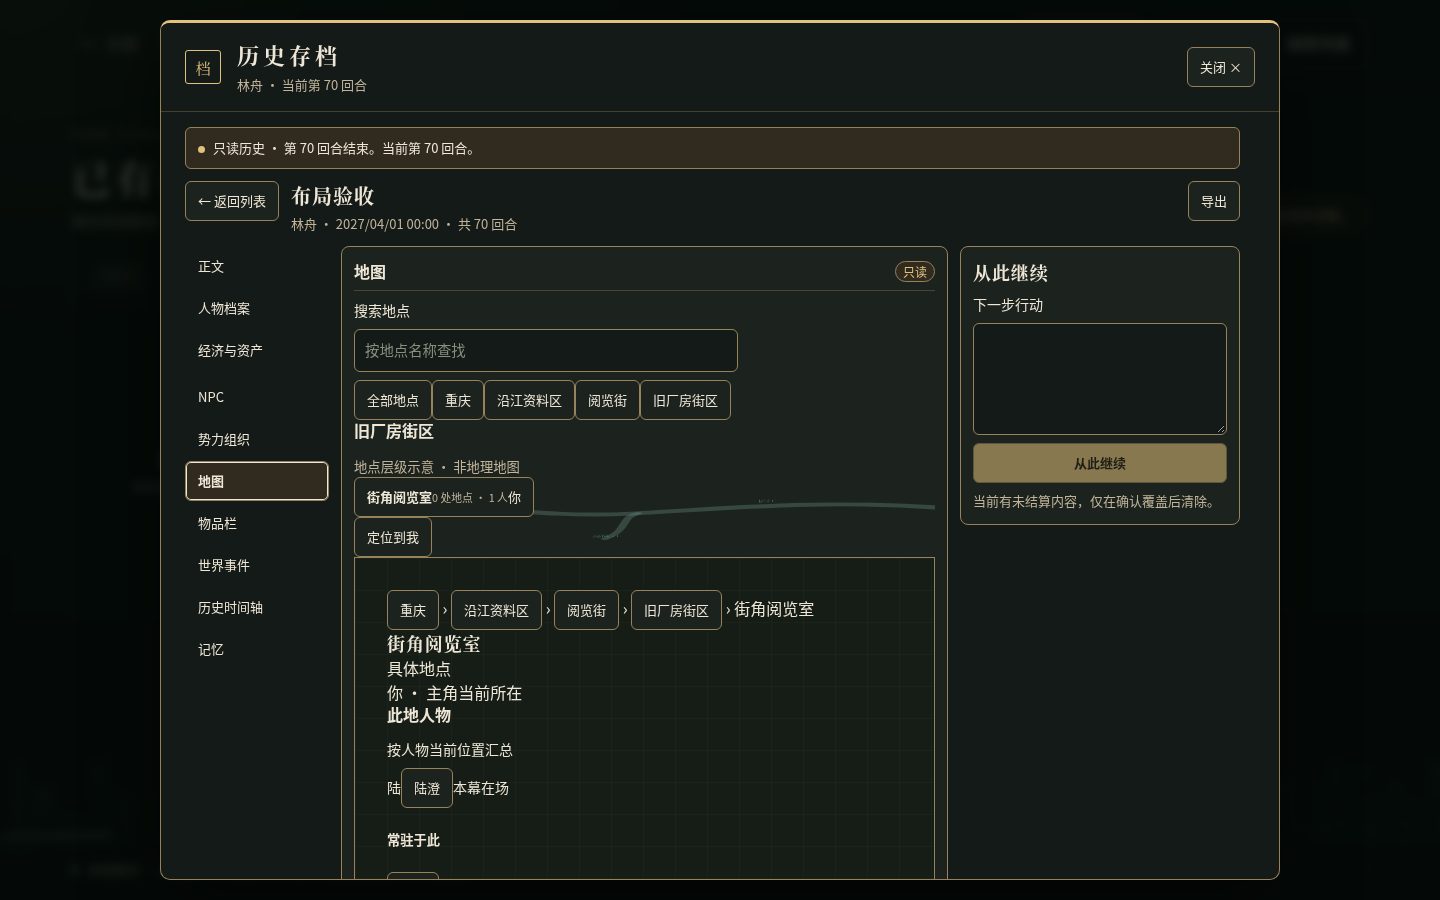 档
历史存档
林舟 · 当前第 70 回合
关闭 ×
只读历史 · 第 70 回合结束。当前第 70 回合。
← 返回列表
布局验收
林舟 · 2027/04/01 00:00 · 共 70 回合
导出
正文
人物档案
经济与资产
NPC
势力组织
地图
物品栏
世界事件
历史时间轴
记忆
地图
只读
搜索地点
按地点名称查找
全部地点 重庆 沿江资料区 阅览街 旧厂房街区
旧厂房街区
地点层级示意 · 非地理地图
街角阅览室0 处地点 · 1 人你
定位到我
重庆 › 沿江资料区 › 阅览街 › 旧厂房街区 › 街角阅览室
街角阅览室
具体地点
你 · 主角当前所在
此地人物
按人物当前位置汇总
陆 陆澄 本幕在场
常驻于此
从此继续
下一步行动
从此继续
当前有未结算内容，仅在确认覆盖后清除。